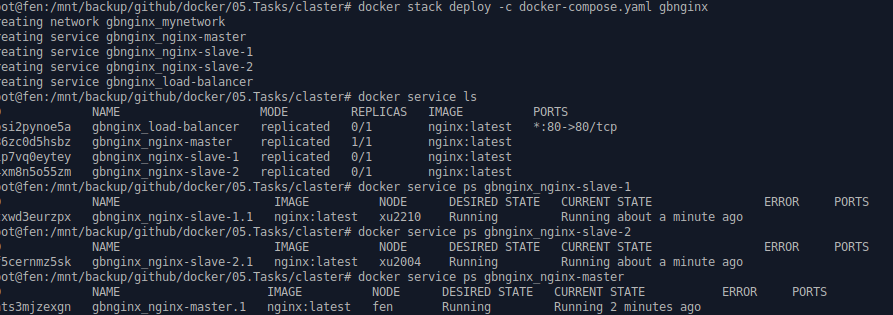 ot@fen:/mnt/backup/github/docker/05.Tasks/claster# docker stack deploy -c docker-compose.yaml gbnginx
reating network gbnginx_mynetwork
reating service gbnginx_nginx-master
reating service gbnginx_nginx-slave-1
reating service gbnginx_nginx-slave-2
reating service gbnginx_load-balancer
ot@fen:/mnt/backup/github/docker/05.Tasks/claster# docker service ls
NAME MODE REPLICAS IMAGE PORTS
si2pynoe5a gbnginx_load-balancer replicated 0/1 nginx:latest *:80->80/tcp
6zc0d5hsbz gbnginx_nginx-master replicated 1/1 nginx:latest
p7vq0eytey gbnginx_nginx-slave-1 replicated 0/1 nginx:latest
xm8n5o55zm gbnginx_nginx-slave-2 replicated 0/1 nginx:latest
ot@fen:/mnt/backup/github/docker/05.Tasks/claster# docker service ps gbnginx_nginx-slave-1
NAME IMAGE NODE DESIRED STATE CURRENT STATE ERROR PORTS
xwd3eurzpx gbnginx_nginx-slave-1.1 nginx:latest xu2210 Running Running about a minute ago
ot@fen:/mnt/backup/github/docker/05.Tasks/claster# docker service ps gbnginx_nginx-slave-2
NAME IMAGE NODE DESIRED STATE CURRENT STATE ERROR PORTS
5cernmz5sk gbnginx_nginx-slave-2.1 nginx:latest xu2004 Running Running about a minute ago
ot@fen:/mnt/backup/github/docker/05.Tasks/claster# docker service ps gbnginx_nginx-master
NAME IMAGE NODE DESIRED STATE CURRENT STATE ERROR PORTS
ts3mjzexgn gbnginx_nginx-master.1 nginx:latest fen Running Running 2 minutes ago